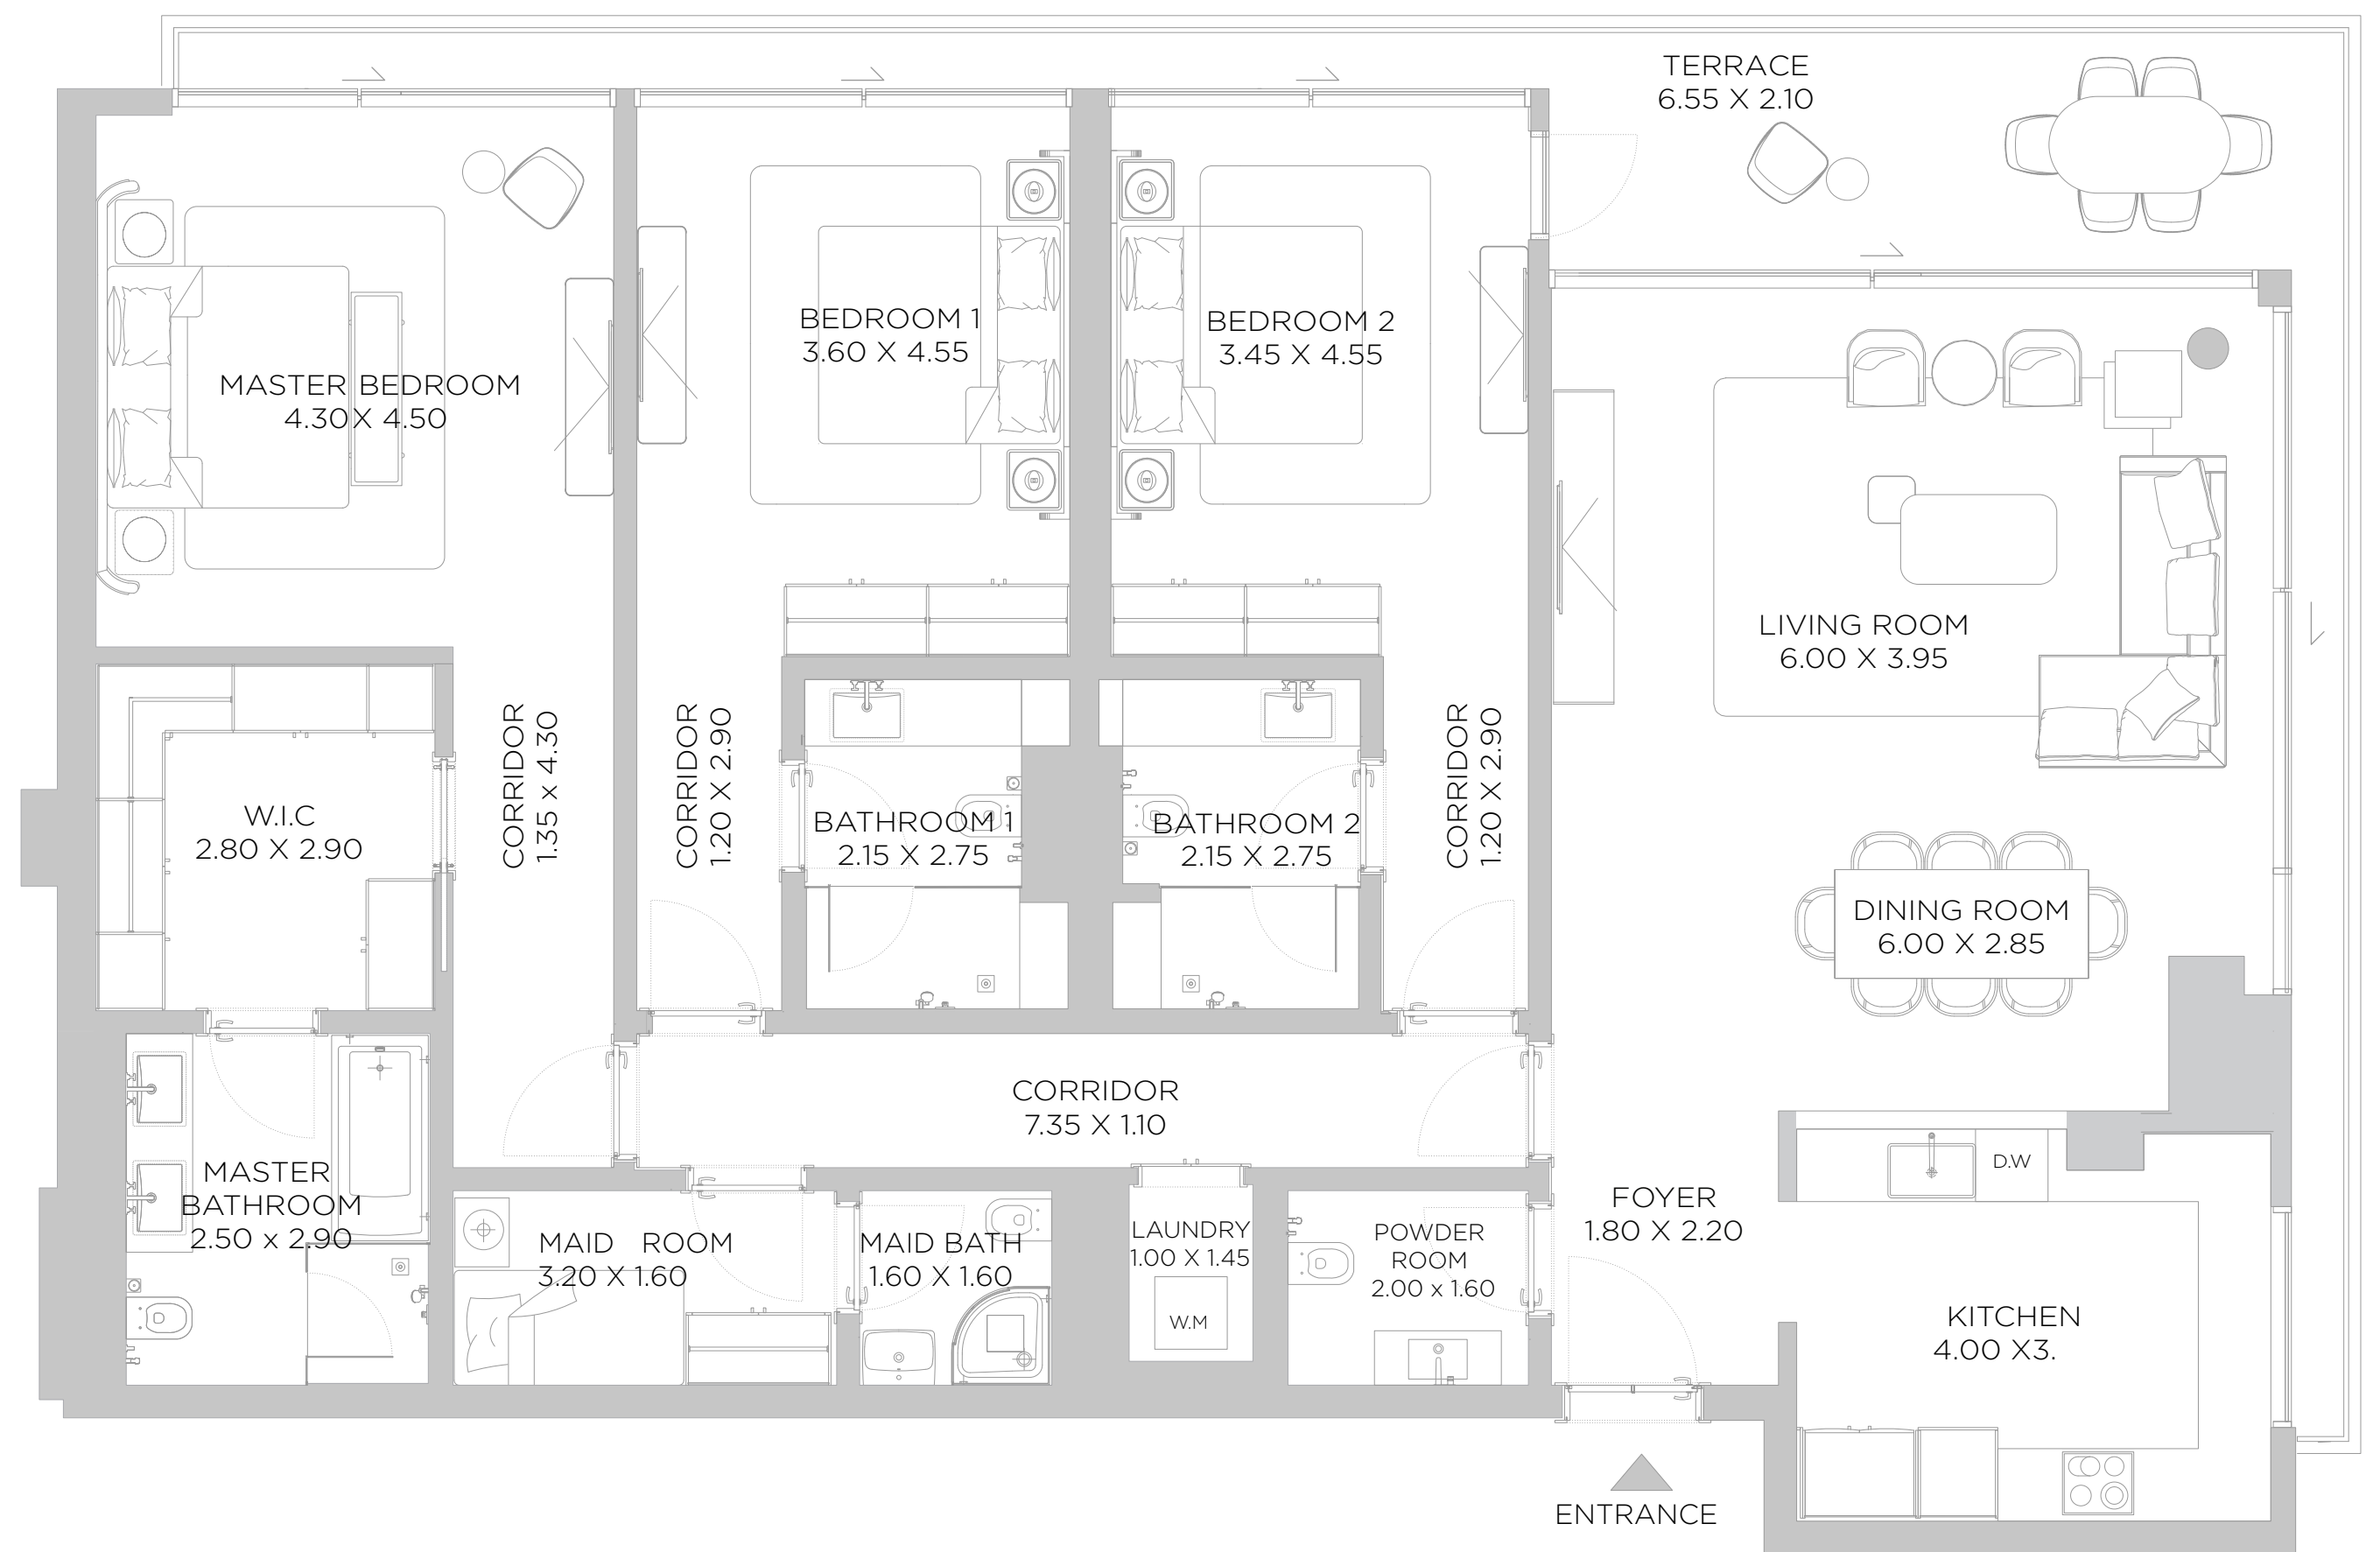 TERRACE
6.55 X 2.10
BEDROOM 1
3.60 X 4.55
BEDROOM 2
3.45 X 4.55
MASTER BEDROOM
4.30 X 4.50
LIVING ROOM
6.00 X 3.95
CORRIDOR
1.35 x 4.30
CORRIDOR
1.20 X 2.90
CORRIDOR
1.20 X 2.90
W.I.C
2.80 X 2.90
BATHROOM 1
2.15 X 2.75
BATHROOM 2
2.15 X 2.75
DINING ROOM
6.00 X 2.85
CORRIDOR
7.35 X 1.10
MASTER
BATHROOM
2.50 x 2.90
D.W
FOYER
1.80 X 2.20
MAID ROOM
3.20 X 1.60
MAID BATH
1.60 X 1.60
LAUNDRY
1.00 X 1.45
W.M
POWDER
ROOM
2.00 x 1.60
KITCHEN
4.00 X3.
ENTRANCE